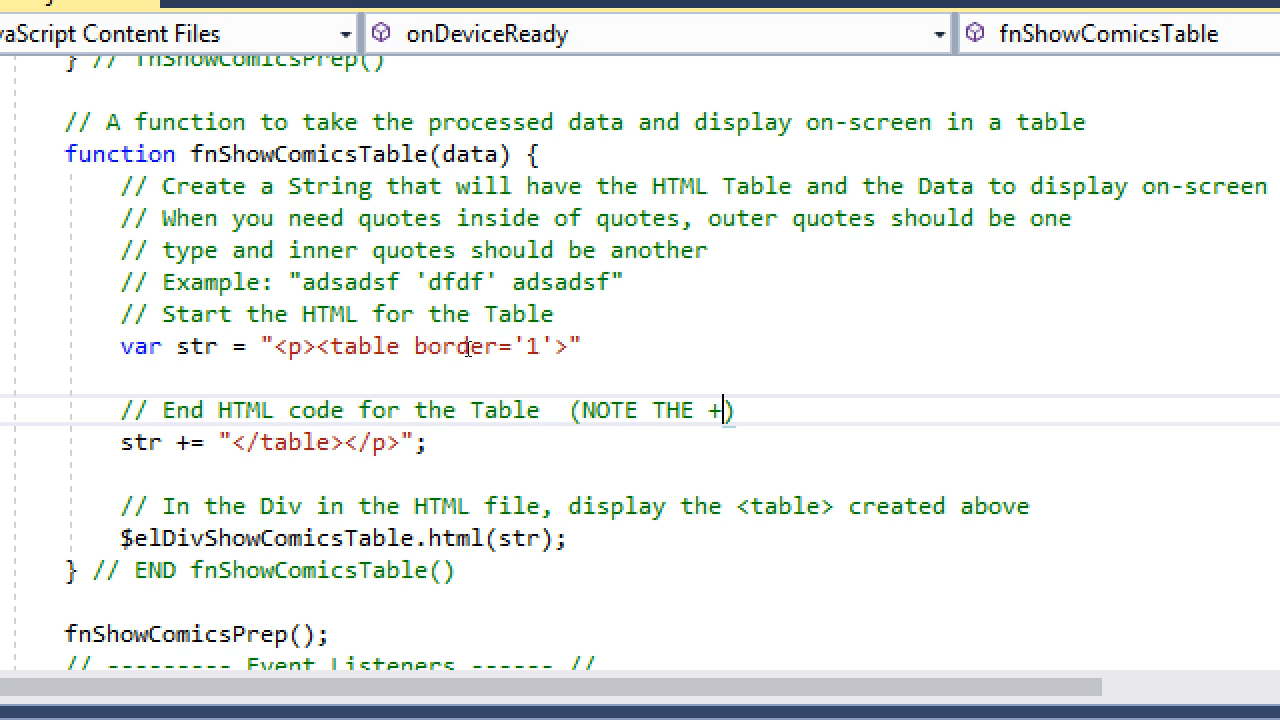 vaScript Content Files onDeviceReady fnShowComicsTable
} // fnShowComicsPrep()
// A function to take the processed data and display on-screen in a table
function fnShowComicsTable(data) {
// Create a String that will have the HTML Table and the Data to display on-screen
// When you need quotes inside of quotes, outer quotes should be one
// type and inner quotes should be another
// Example: "adsadsf 'dfdf' adsadsf"
// Start the HTML for the Table
var str = "<p><table border='1'>"
// End HTML code for the Table  (NOTE THE +)
str += "</table></p>";
// In the Div in the HTML file, display the <table> created above
$elDivShowComicsTable.html(str);
} // END fnShowComicsTable()
fnShowComicsPrep();
// --------- Event Listeners ------ //